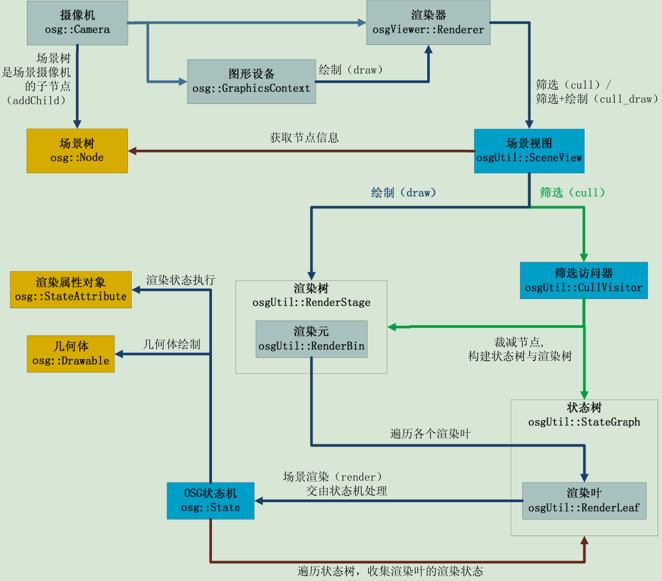 摄像机
osg::Camera
渲染器
osgViewer::Renderer
场景树
是场景摄像机
的子节点
（addChild）
图形设备
osg::GraphicsContext
绘制（draw）
筛选（cull）/
筛选+绘制（cull_draw）
场景树
osg::Node
获取节点信息
场景视图
osgUtil::SceneView
绘制（draw）
筛选（cull）
渲染属性对象
osg::StateAttribute
渲染状态执行
渲染树
osgUtil::RenderStage
筛选访问器
osgUtil::CullVisitor
渲染元
osgUtil::RenderBin
几何体
osg::Drawable
几何体绘制
裁减节点，
构建状态树与渲染树
状态树
osgUtil::StateGraph
遍历各个渲染叶
OSG状态机
osg::State
场景渲染（render）
交由状态机处理
渲染叶
osgUtil::RenderLeaf
遍历状态树，收集渲染叶的渲染状态